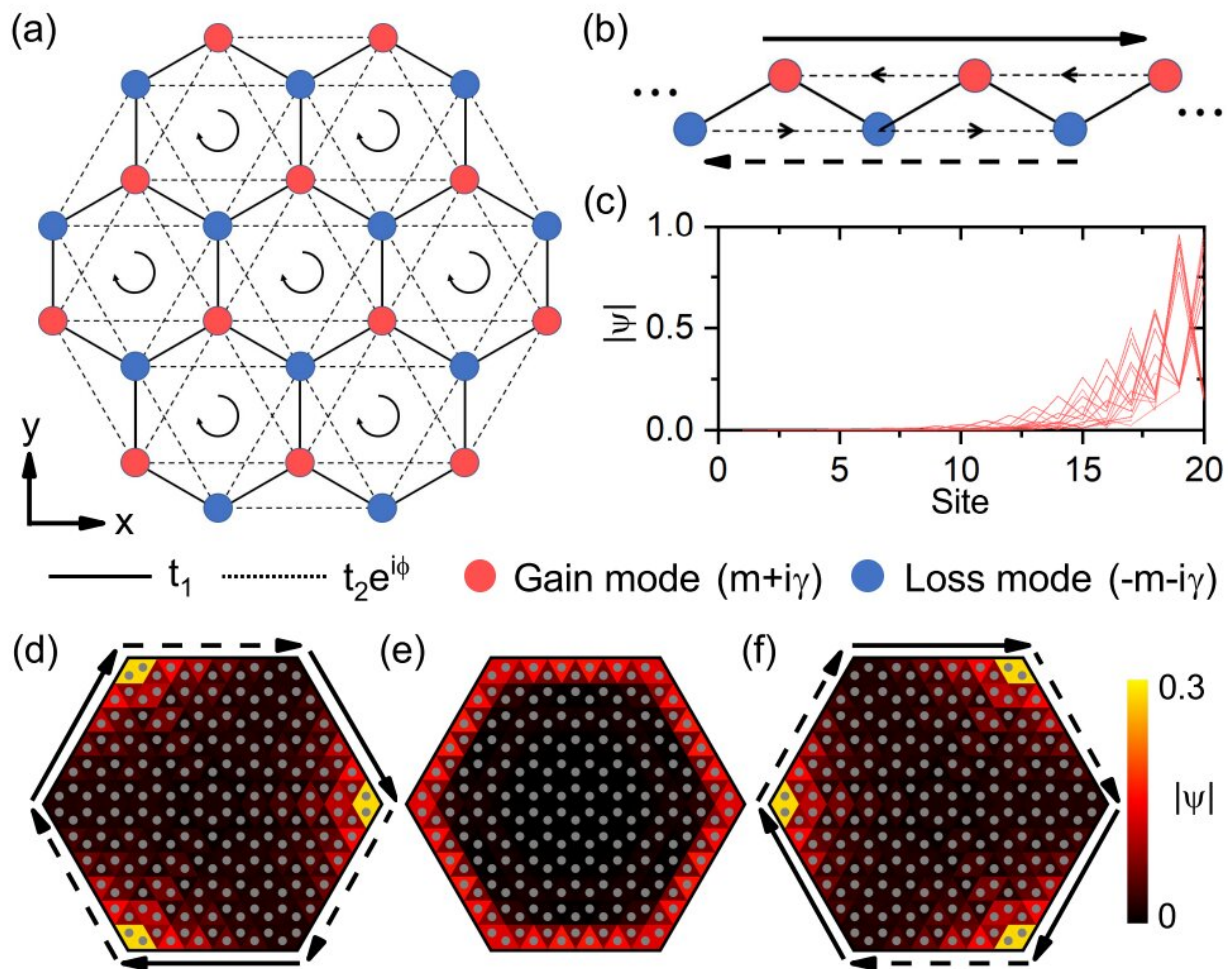 (a)
(b)
...
...
(c)
1.0
0.5
0.0
|ψ|
0
5
10
15
20
Site
y
x
t₁
t₂e^{iϕ}
Gain mode (m+iγ)
Loss mode (-m-iγ)
(d)
(e)
(f)
0.3
|ψ|
0